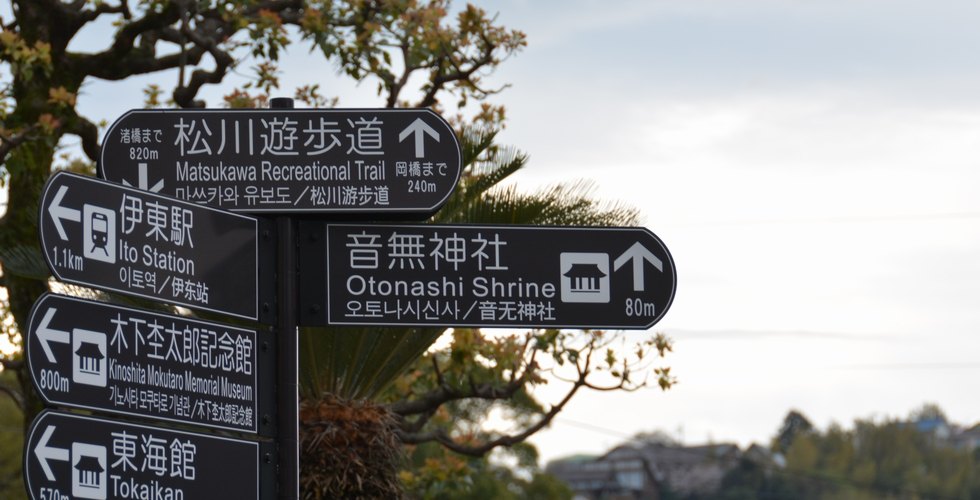 渚橋まで
820m
松川遊歩道
Matsukawa Recreational Trail
마쓰카와 유보도／松川游步道
岡橋まで
240m
伊東駅
Ito Station
이토역／伊东站
1.1km
音無神社
Otonashi Shrine
오토나시신사／音无神社
80m
木下杢太郎記念館
Kinoshita Mokutaro Memorial Museum
기노시타 모쿠타로 기념관／木下杢太郎記念館
800m
東海館
Tokaikan
570m